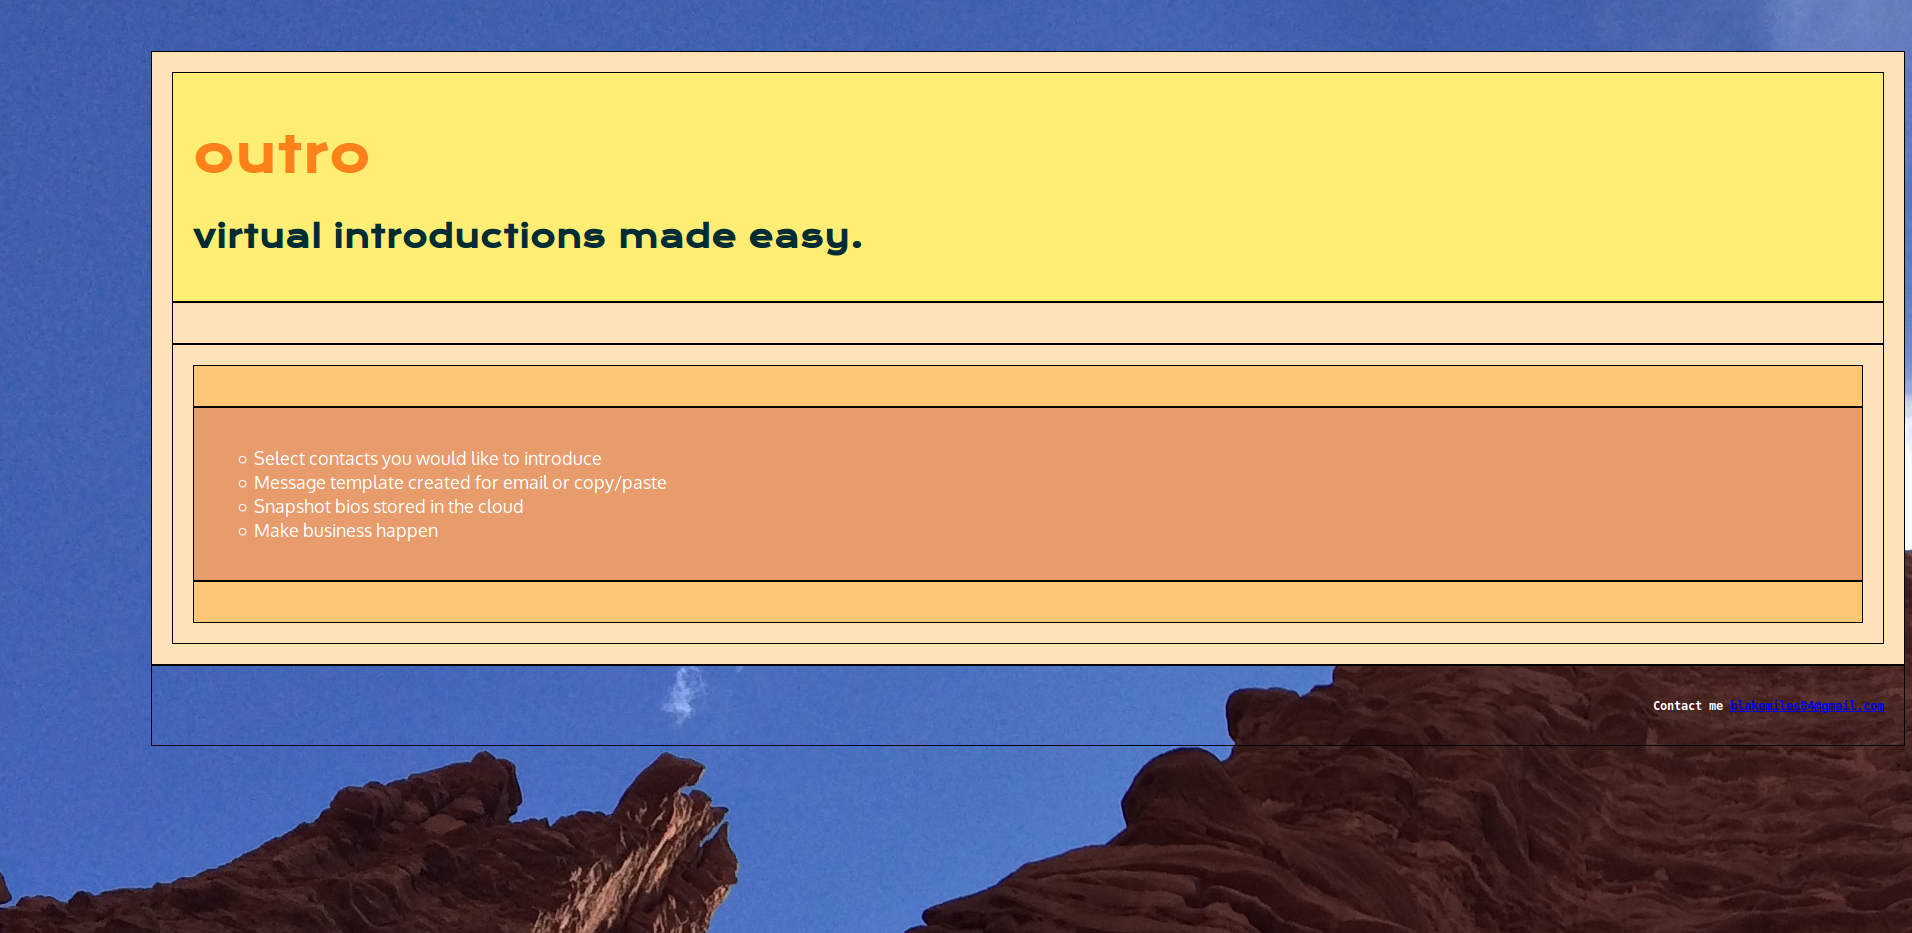 outro
virtual introductions made easy.
Select contacts you would like to introduce
Message template created for email or copy/paste
Snapshot bios stored in the cloud
Make business happen
Contact me blakemiles84@gmail.com